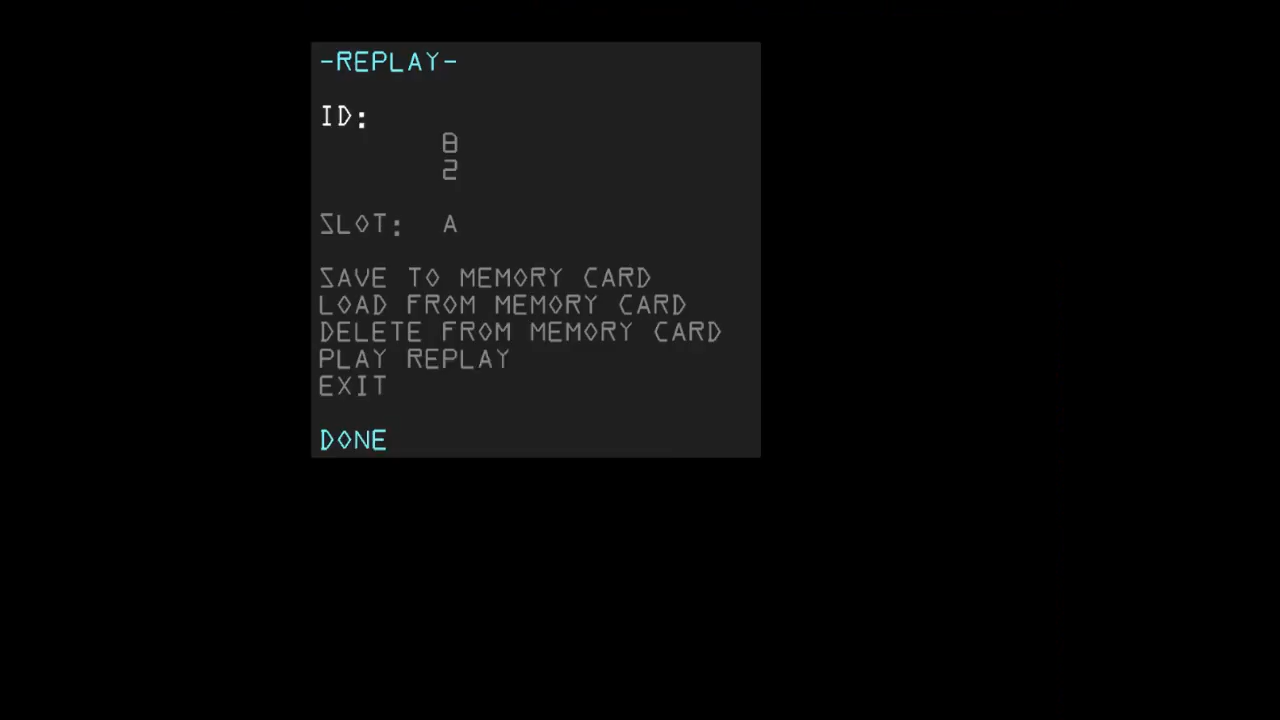 -REPLAY-
ID:
8
2
SLOT: A
SAVE TO MEMORY CARD
LOAD FROM MEMORY CARD
DELETE FROM MEMORY CARD
PLAY REPLAY
EXIT
DONE